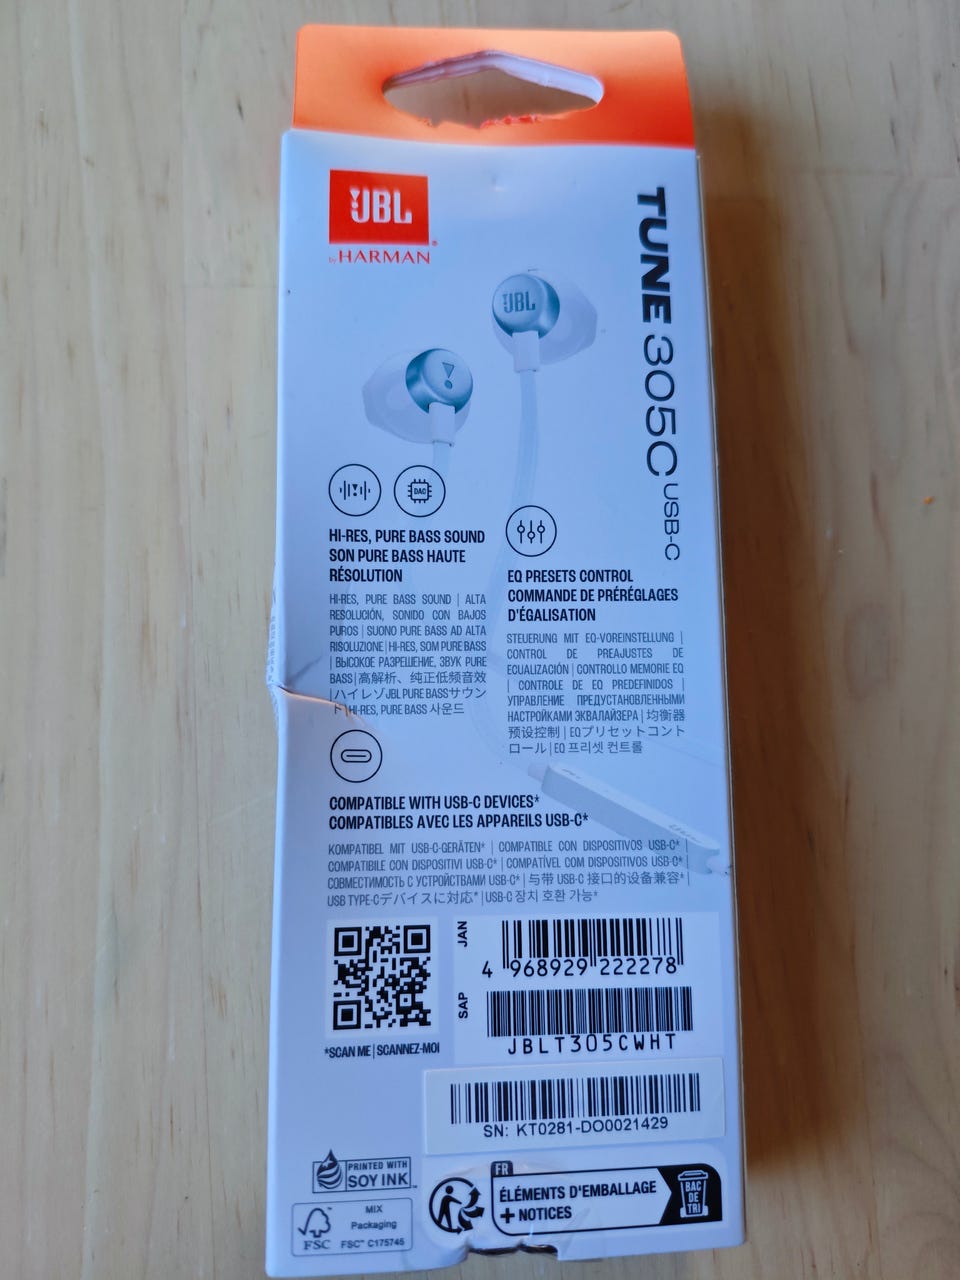 JBL
by HARMAN
TUNE 305C USB-C
JBL
DAC
HI-RES, PURE BASS SOUND
SON PURE BASS HAUTE
RÉSOLUTION
HI-RES, PURE BASS SOUND | ALTA
RESOLUCIÓN, SONIDO CON BAJOS
PUROS | SUONO PURE BASS AD ALTA
RISOLUZIONE | HI-RES, SOM PURE BASS
| ВЫСОКОЕ РАЗРЕШЕНИЕ, ЗВУК PURE
BASS | 高解析、纯正低频音效
| ハイレゾJBL PURE BASSサウン
ド | HI-RES, PURE BASS 사운드
EQ PRESETS CONTROL
COMMANDE DE PRÉRÉGLAGES
D'ÉGALISATION
STEUERUNG MIT EQ-VOREINSTELLUNG |
CONTROL DE PREAJUSTES DE
ECUALIZACIÓN | CONTROLLO MEMORIE EQ
| CONTROLE DE EQ PREDEFINIDOS |
УПРАВЛЕНИЕ ПРЕДУСТАНОВЛЕННЫМИ
НАСТРОЙКАМИ ЭКВАЛАЙЗЕРА | 均衡器
预设控制 | EQプリセットコント
ロール | EQ 프리셋 컨트롤
COMPATIBLE WITH USB-C DEVICES*
COMPATIBLES AVEC LES APPAREILS USB-C*
KOMPATIBEL MIT USB-C-GERÄTEN* | COMPATIBLE CON DISPOSITIVOS USB-C* |
COMPATIBILE CON DISPOSITIVI USB-C* | COMPATÍVEL COM DISPOSITIVOS USB-C* |
СОВМЕСТИМОСТЬ С УСТРОЙСТВАМИ USB-C* | 与带 USB-C 接口的设备兼容* |
USB TYPE-Cデバイスに対応* | USB-C 장치 호환 가능*
JAN
4 968929 222278
SAP
JBLT305CWHT
*SCAN ME | SCANNEZ-MOI
SN: KT0281-DO0021429
PRINTED WITH
SOY INK™
FSC
MIX
Packaging
FSC™ C175745
FR
ÉLÉMENTS D'EMBALLAGE
+ NOTICES
BAC
DE
TRI